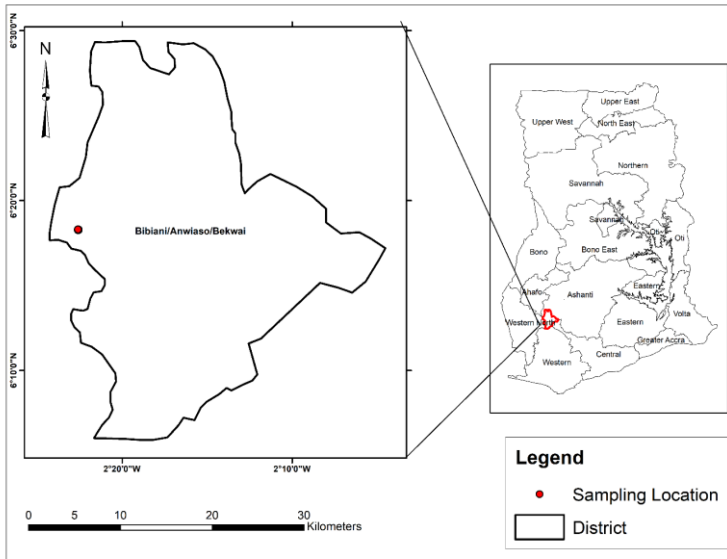 6°30'0"N
N
6°20'0"N
Bibiani/Anwiaso/Bekwai
6°10'0"N
2°20'0"W
2°10'0"W
0
5
10
20
30
Kilometers
Upper East
North East
Upper West
Northern
Savannah
Savannah
Oti
Oti
Bono
Bono East
Ahafo
Ashanti
Eastern
Volta
Western North
Eastern
Greater Accra
Central
Western
Legend
Sampling Location
District